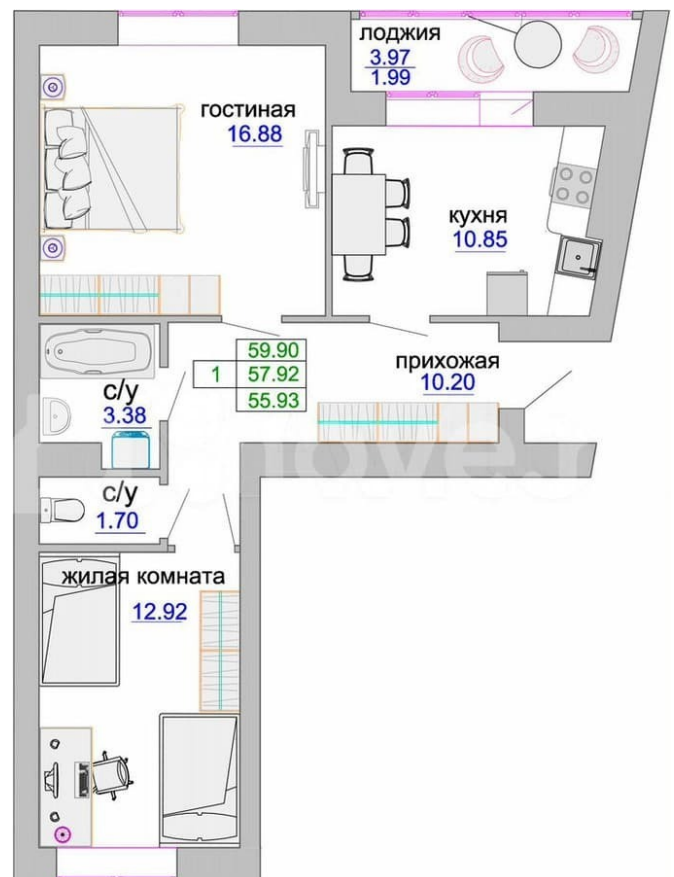 лоджия
3.97
1.99
гостиная
16.88
кухня
10.85
59.90
1 57.92
55.93
прихожая
10.20
с/у
3.38
с/у
1.70
жилая комната
12.92